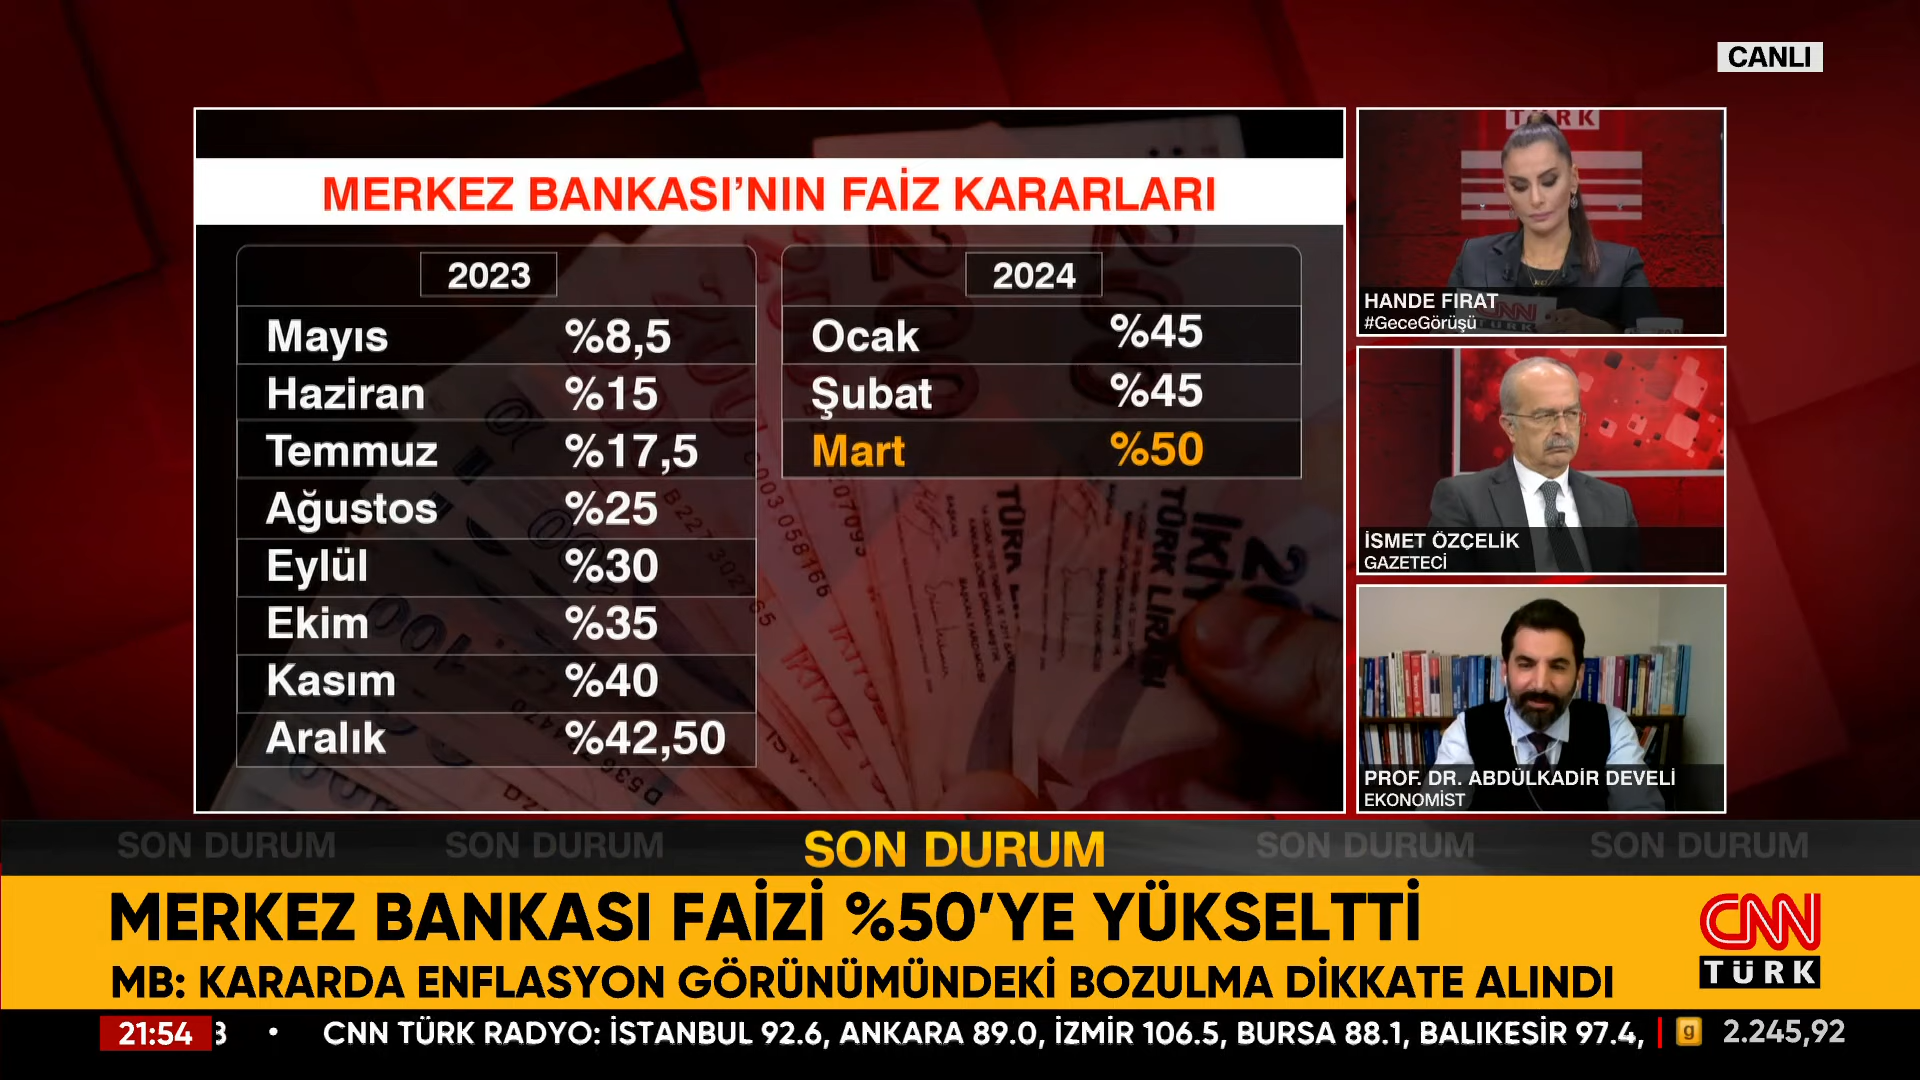 CANLI
MERKEZ BANKASI’NIN FAİZ KARARLARI
2023
Mayıs %8,5
Haziran %15
Temmuz %17,5
Ağustos %25
Eylül %30
Ekim %35
Kasım %40
Aralık %42,50
2024
Ocak %45
Şubat %45
Mart %50
TÜRK
CNN
TÜRK
HANDE FIRAT
#GeceGörüşü
İSMET ÖZÇELİK
GAZETECİ
PROF. DR. ABDÜLKADİR DEVELİ
EKONOMİST
SON DURUM SON DURUM SON DURUM SON DURUM SON DURUM
MERKEZ BANKASI FAİZİ %50’YE YÜKSELTTİ
MB: KARARDA ENFLASYON GÖRÜNÜMÜNDEKİ BOZULMA DİKKATE ALINDI
CNN
TÜRK
21:54 • CNN TÜRK RADYO: İSTANBUL 92.6, ANKARA 89.0, İZMİR 106.5, BURSA 88.1, BALIKESİR 97.4, g 2.245,92